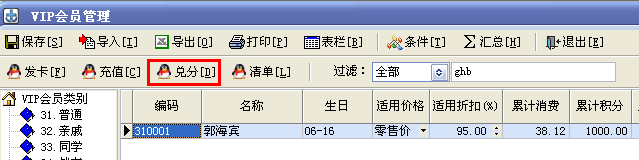 VIP会员管理
保存[S] 导入[I] 导出[O] 打印[P] 表栏[B] 条件[T] 汇总[H] 退出[E]
发卡[F] 充值[C] 兑分[D] 清单[L] 过滤: 全部 ghb
VIP会员类别
31.普通
32.亲戚
33.同学
编码 名称 生日 适用价格 适用折扣(%) 累计消费 累计积分
310001 郭海宾 06-16 零售价 95.00 38.12 1000.00